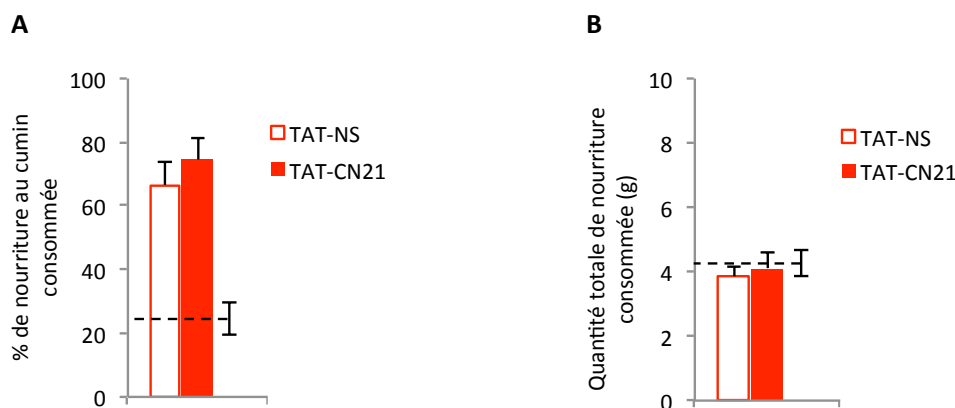 A
% de nourriture au cumin
consommée
100
80
60
40
20
0
TAT-NS
TAT-CN21
B
Quantité totale de nourriture
consommée (g)
10
8
6
4
2
0
TAT-NS
TAT-CN21